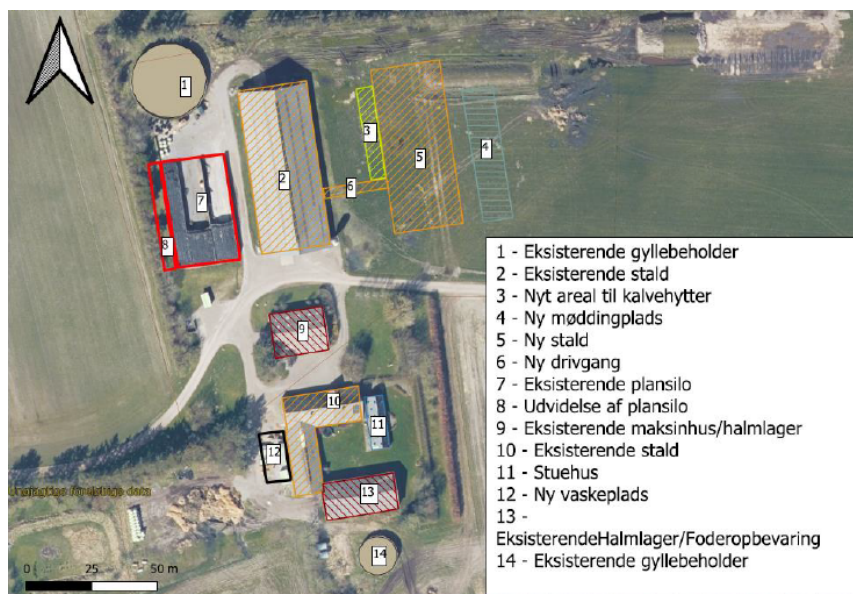 1
2
3
4
5
6
7
8
9
10
11
12
13
14
0 25 50 m
1 - Eksisterende gyllebeholder
2 - Eksisterende stald
3 - Nyt areal til kalvehytter
4 - Ny møddingplads
5 - Ny stald
6 - Ny drivgang
7 - Eksisterende plansilo
8 - Udvidelse af plansilo
9 - Eksisterende maksinhus/halmlager
10 - Eksisterende stald
11 - Stuehus
12 - Ny vaskeplads
13 -
EksisterendeHalmlager/Foderopbevaring
14 - Eksisterende gyllebeholder